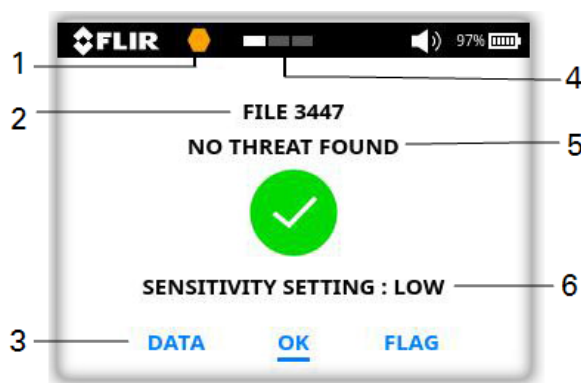 FLIR 97%
1
4
2
FILE 3447
NO THREAT FOUND
5
SENSITIVITY SETTING : LOW
6
3
DATA OK FLAG